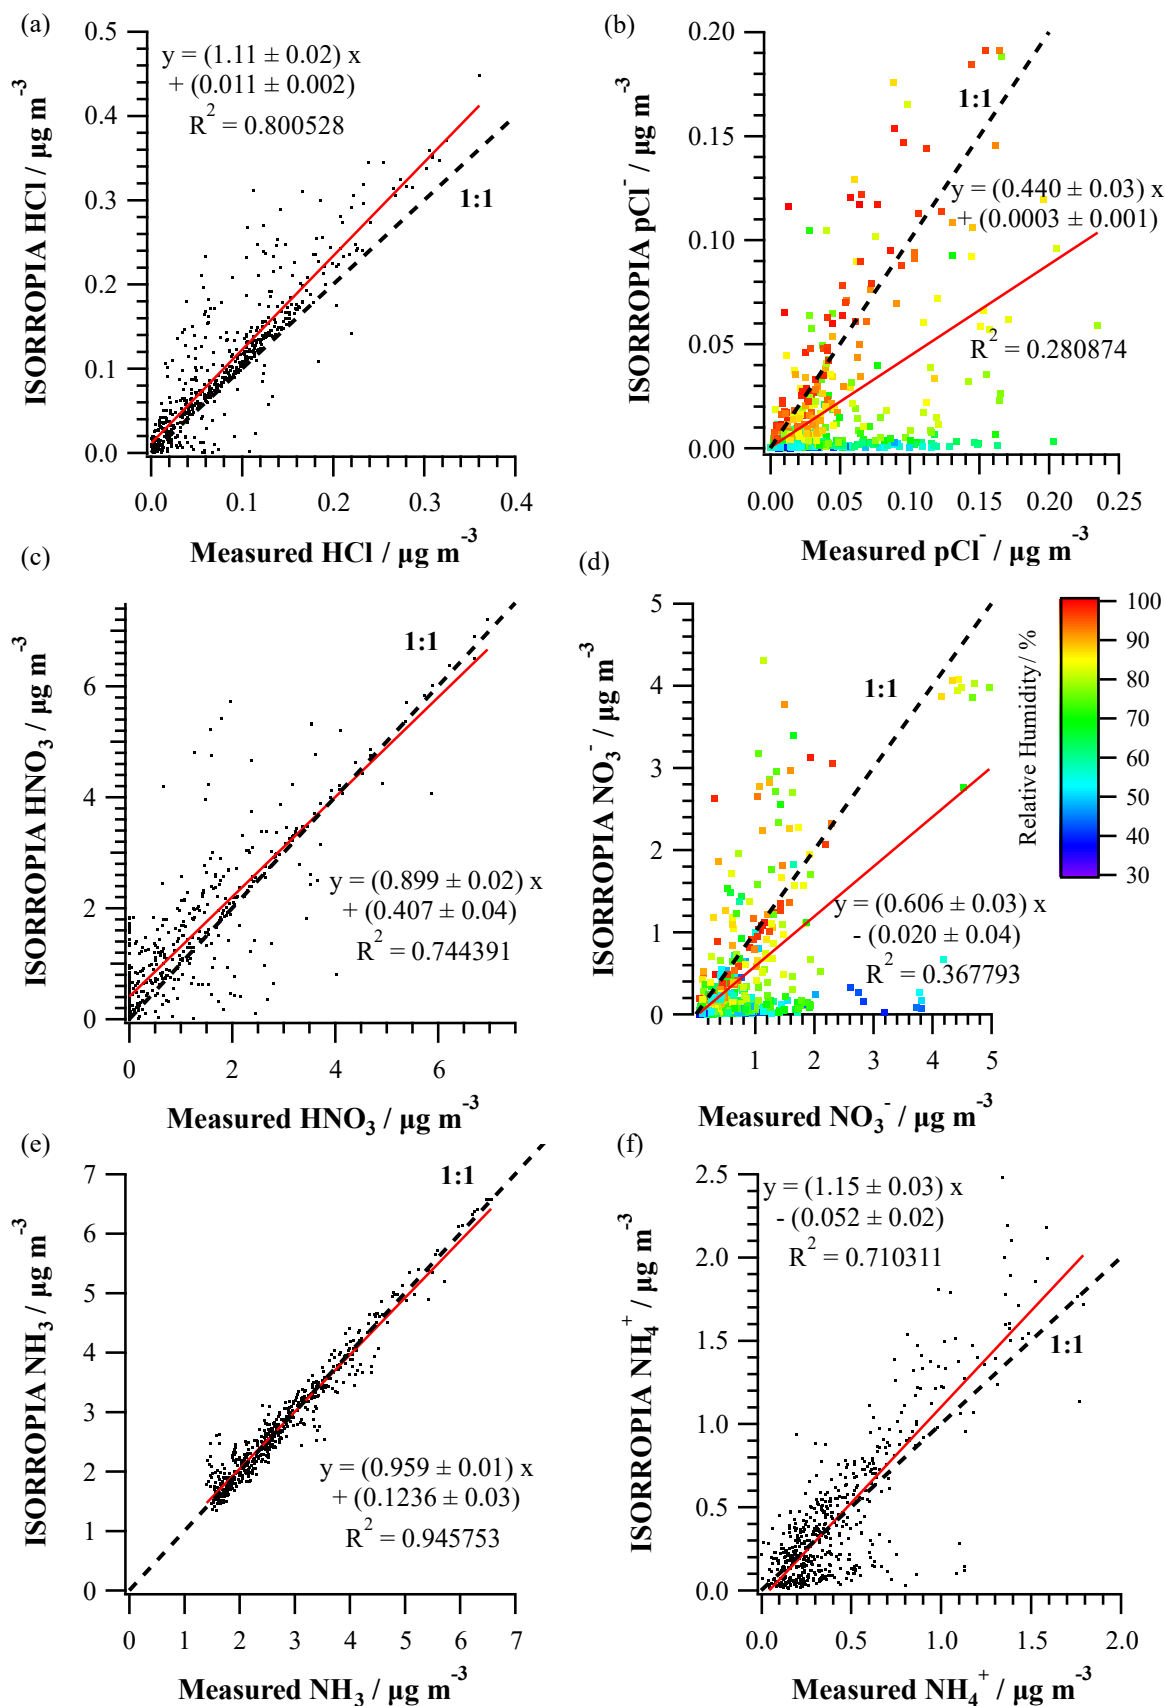 (a)
0.5
0.4
0.3
0.2
0.1
0.0
ISORROPIA HCl / µg m⁻³
y = (1.11 ± 0.02) x
+ (0.011 ± 0.002)
R² = 0.800528
1:1
0.0 0.1 0.2 0.3 0.4
Measured HCl / µg m⁻³
(b)
0.20
0.15
0.10
0.05
0.00
ISORROPIA pCl⁻ / µg m⁻³
1:1
y = (0.440 ± 0.03) x
+ (0.0003 ± 0.001)
R² = 0.280874
0.00 0.05 0.10 0.15 0.20 0.25
Measured pCl⁻ / µg m⁻³
(c)
6
4
2
0
ISORROPIA HNO₃ / µg m⁻³
1:1
y = (0.899 ± 0.02) x
+ (0.407 ± 0.04)
R² = 0.744391
0 2 4 6
Measured HNO₃ / µg m⁻³
(d)
5
4
3
2
1
0
ISORROPIA NO₃⁻ / µg m⁻³
1:1
y = (0.606 ± 0.03) x
- (0.020 ± 0.04)
R² = 0.367793
1 2 3 4 5
Measured NO₃⁻ / µg m⁻³
Relative Humidity/ %
100
90
80
70
60
50
40
30
(e)
7
6
5
4
3
2
1
0
ISORROPIA NH₃ / µg m⁻³
1:1
y = (0.959 ± 0.01) x
+ (0.1236 ± 0.03)
R² = 0.945753
0 1 2 3 4 5 6 7
Measured NH₃ / µg m⁻³
(f)
2.5
2.0
1.5
1.0
0.5
0.0
ISORROPIA NH₄⁺ / µg m⁻³
y = (1.15 ± 0.03) x
- (0.052 ± 0.02)
R² = 0.710311
1:1
0.0 0.5 1.0 1.5 2.0
Measured NH₄⁺ / µg m⁻³